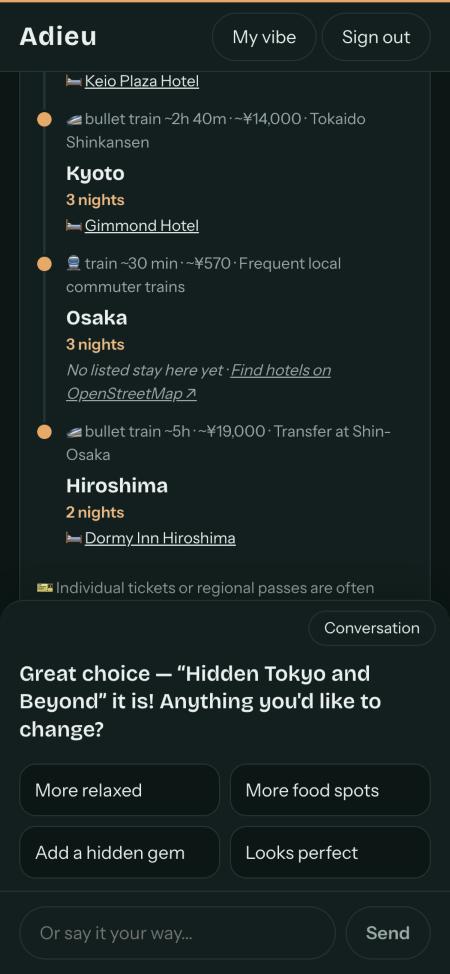 Adieu
My vibe
Sign out
Keio Plaza Hotel
bullet train ~2h 40m · ~¥14,000 · Tokaido
Shinkansen
Kyoto
3 nights
Gimmond Hotel
train ~30 min · ~¥570 · Frequent local
commuter trains
Osaka
3 nights
No listed stay here yet · Find hotels on
OpenStreetMap ↗
bullet train ~5h · ~¥19,000 · Transfer at Shin-
Osaka
Hiroshima
2 nights
Dormy Inn Hiroshima
Individual tickets or regional passes are often
Conversation
Great choice — “Hidden Tokyo and
Beyond” it is! Anything you'd like to
change?
More relaxed
More food spots
Add a hidden gem
Looks perfect
Or say it your way...
Send